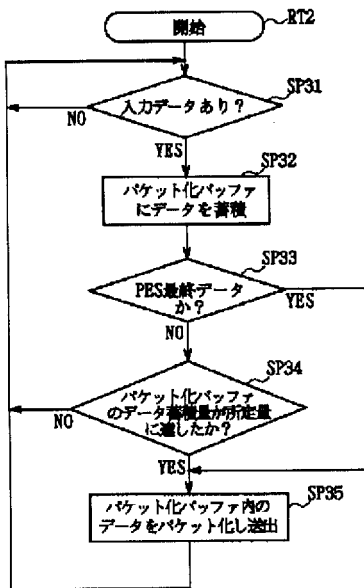 開始
RT2
入力データあり?
SP31
NO
YES
SP32
パケット化バッファ
にデータを蓄積
SP33
PES最終データ
か?
YES
NO
SP34
パケット化バッファ
のデータ蓄積量が所定量
に達したか?
NO
YES
SP35
パケット化バッファ内の
データをパケット化し送出